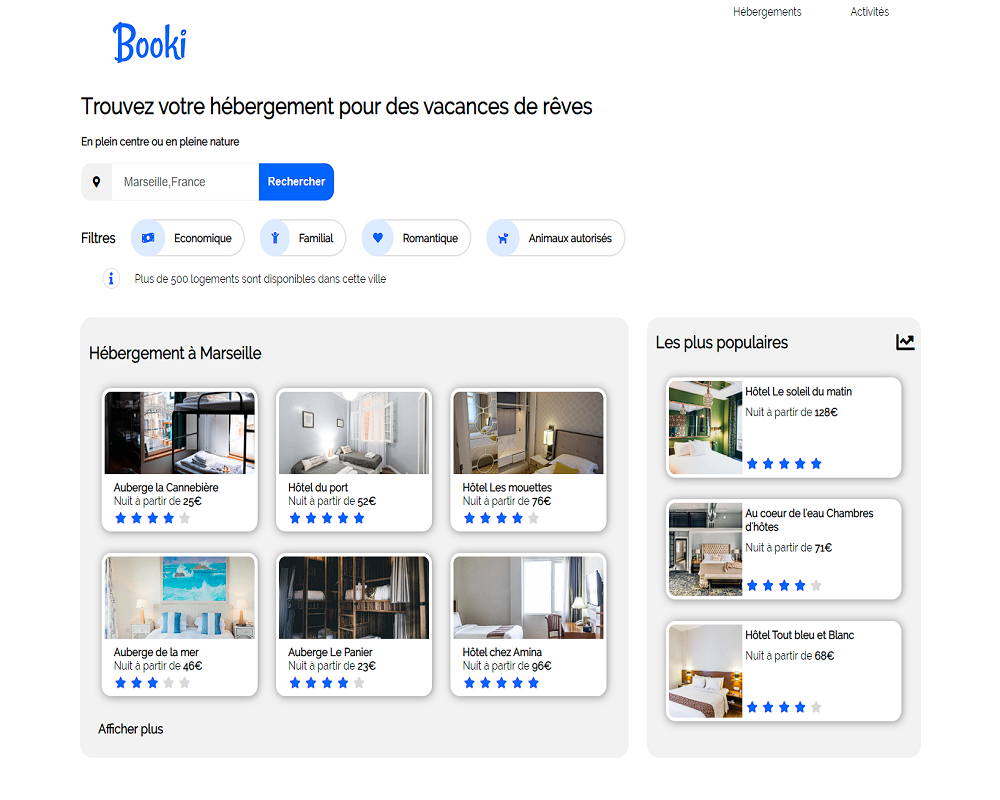 Hébergements
Activités
Booki
Trouvez votre hébergement pour des vacances de rêves
En plein centre ou en pleine nature
Marseille,France
Rechercher
Filtres
Economique
Familial
Romantique
Animaux autorisés
Plus de 500 logements sont disponibles dans cette ville
Hébergement à Marseille
Auberge la Cannebière
Nuit à partir de 25€
Hôtel du port
Nuit à partir de 52€
Hôtel Les mouettes
Nuit à partir de 76€
Auberge de la mer
Nuit à partir de 46€
Auberge Le Panier
Nuit à partir de 23€
Hôtel chez Amina
Nuit à partir de 96€
Afficher plus
Les plus populaires
Hôtel Le soleil du matin
Nuit à partir de 128€
Au coeur de l'eau Chambres
d'hôtes
Nuit à partir de 71€
Hôtel Tout bleu et Blanc
Nuit à partir de 68€